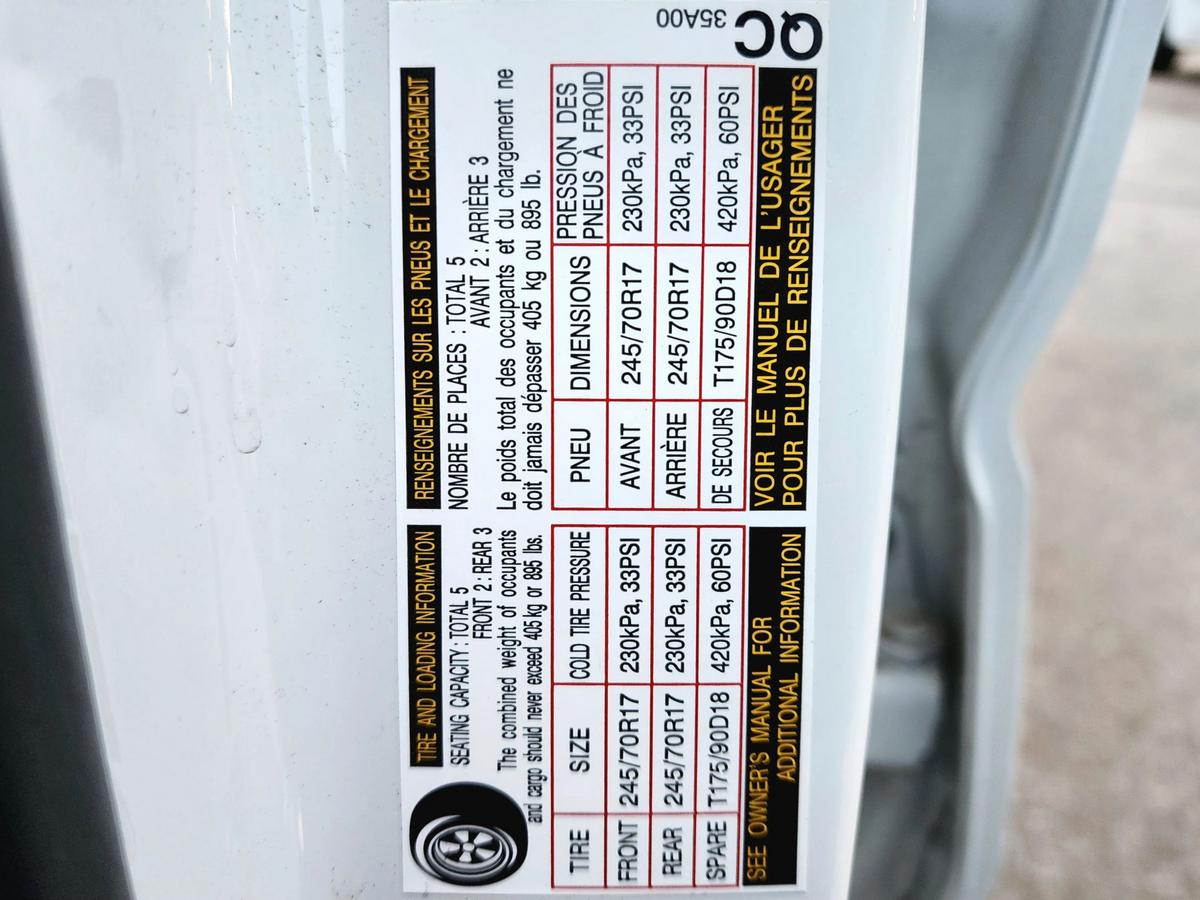 TIRE AND LOADING INFORMATION
SEATING CAPACITY : TOTAL 5
FRONT 2 : REAR 3
The combined weight of occupants
and cargo should never exceed 405 kg or 895 lbs.
TIRE SIZE COLD TIRE PRESSURE
FRONT 245/70R17 230kPa, 33PSI
REAR 245/70R17 230kPa, 33PSI
SPARE T175/90D18 420kPa, 60PSI
SEE OWNER'S MANUAL FOR
ADDITIONAL INFORMATION
RENSEIGNEMENTS SUR LES PNEUS ET LE CHARGEMENT
NOMBRE DE PLACES : TOTAL 5
AVANT 2 : ARRIÈRE 3
Le poids total des occupants et du chargement ne
doit jamais dépasser 405 kg ou 895 lb.
PNEU DIMENSIONS PRESSION DES
PNEUS À FROID
AVANT 245/70R17 230kPa, 33PSI
ARRIÈRE 245/70R17 230kPa, 33PSI
DE SECOURS T175/90D18 420kPa, 60PSI
VOIR LE MANUEL DE L'USAGER
POUR PLUS DE RENSEIGNEMENTS
QC
35A00